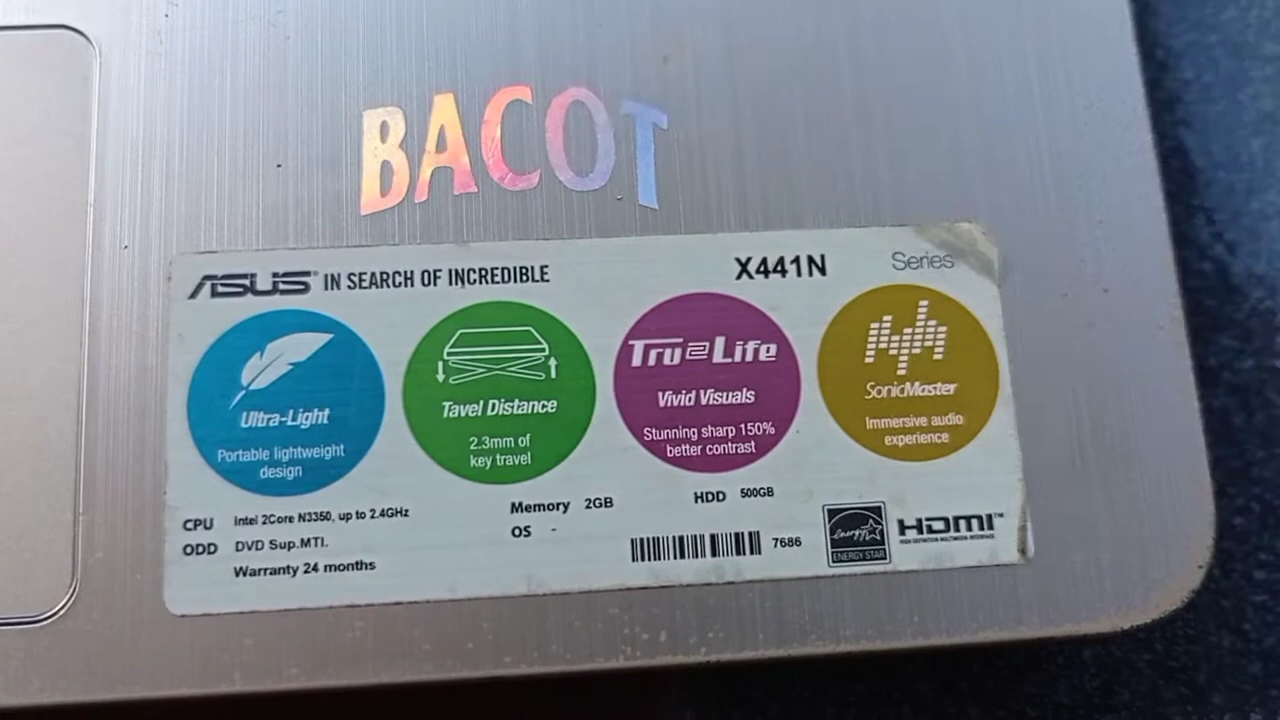 BACOT
ASUS IN SEARCH OF INCREDIBLE X441N Series
Ultra-Light
Portable lightweight
design
Tavel Distance
2.3mm of
key travel
Tru2Life
Vivid Visuals
Stunning sharp 150%
better contrast
SonicMaster
Immersive audio
experience
CPU Intel 2Core N3350, up to 2.4GHz Memory 2GB HDD 500GB
ODD DVD Sup.MTI. OS -
Warranty 24 months
7686
energy
ENERGY STAR
HDMI™
HIGH DEFINITION MULTIMEDIA INTERFACE